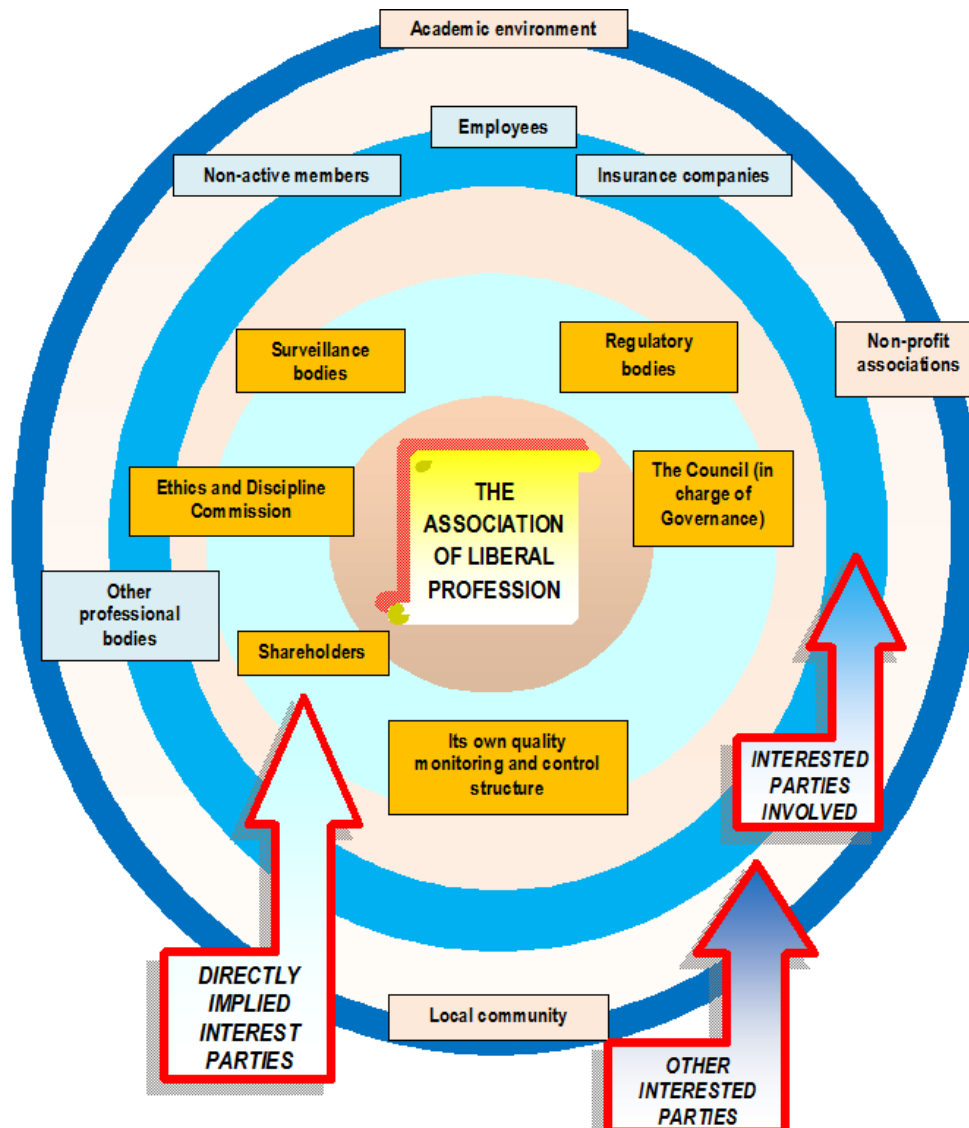 Academic environment
Employees
Non-active members
Insurance companies
Surveillance
bodies
Regulatory
bodies
Non-profit
associations
Ethics and Discipline
Commission
THE
ASSOCIATION
OF LIBERAL
PROFESSION
The Council (in
charge of
Governance)
Other
professional
bodies
Shareholders
Its own quality
monitoring and control
structure
INTERESTED
PARTIES
INVOLVED
DIRECTLY
IMPLIED
INTEREST
PARTIES
Local community
OTHER
INTERESTED
PARTIES